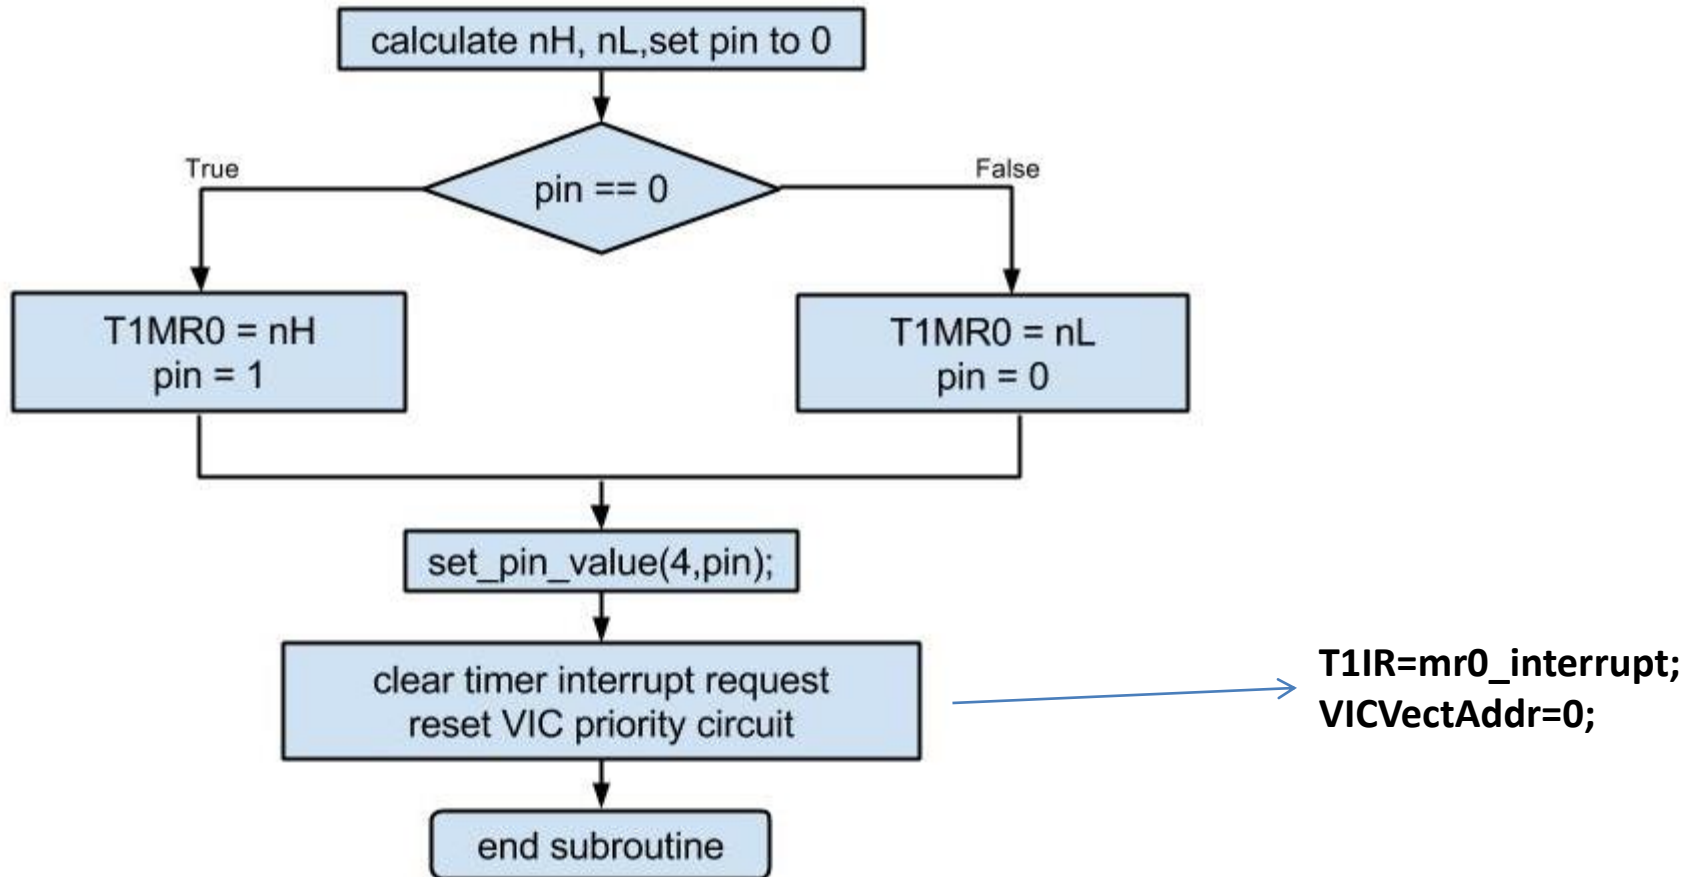 calculate nH, nL,set pin to 0
True
False
pin == 0
T1MR0 = nH
pin = 1
T1MR0 = nL
pin = 0
set_pin_value(4,pin);
clear timer interrupt request
reset VIC priority circuit
T1IR=mr0_interrupt;
VICVectAddr=0;
end subroutine